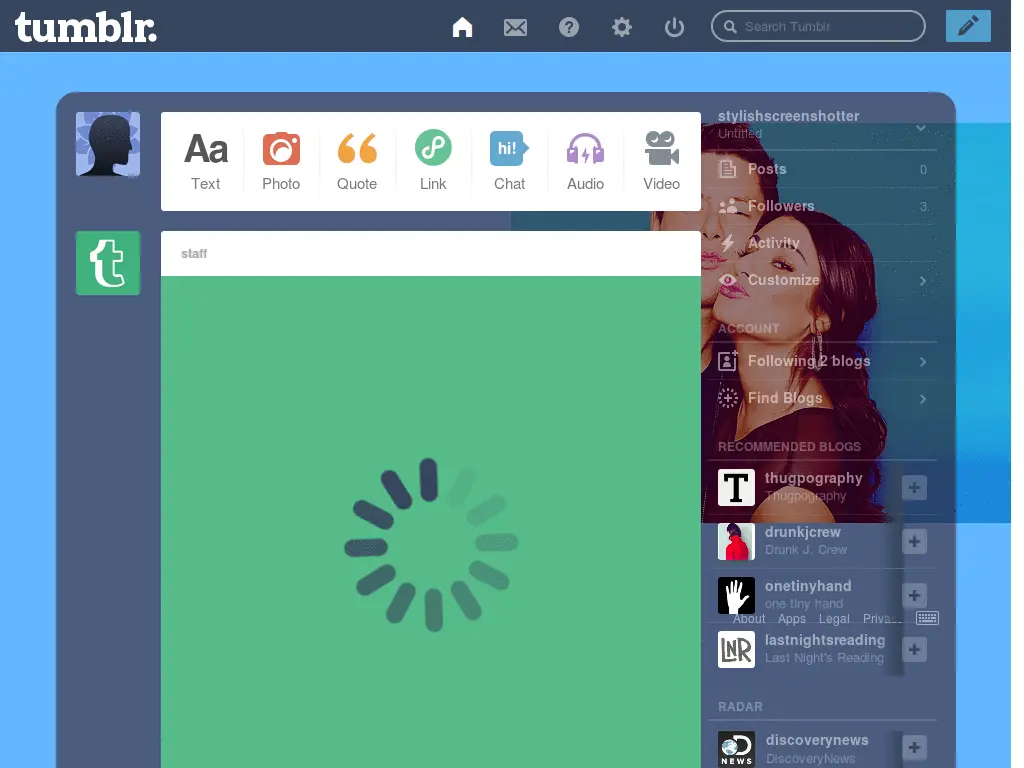 tumblr.
Search Tumblr
Aa
hi!
Text
Photo
Quote
Link
Chat
Audio
Video
t
staff
stylishscreenshotter
Untitled
Posts 0
Followers 3
Activity
Customize
ACCOUNT
Following 2 blogs
Find Blogs
RECOMMENDED BLOGS
T
thugpography
Thugpography
drunkjcrew
Drunk J. Crew
onetinyhand
one tiny hand
About Apps Legal
LNR
lastnightsreading
Last Night's Reading
RADAR
D
NEWS
discoverynews
DiscoveryNews